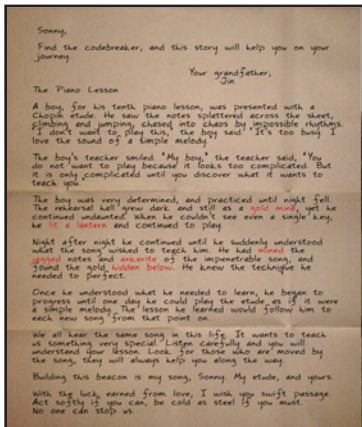 Sonny,
Find the codebreaker, and this story will help you on your
journey.
Your grandfather,
Jin
The Piano Lesson
A boy, for his tenth piano lesson, was presented with a
Chopin etude. He saw the notes splattered across the sheet,
climbing and jumping, chased into chaos by impossible rhythms.
"I don't want to play this," the boy said. "It's too busy. I
love the sound of a simple melody."
The boy's teacher smiled. "My boy," the teacher said, "You
do not want to play because it looks too complicated. But
it is only complicated until you discover what it wants to
teach you."
The boy was very determined, and practiced until night fell.
The rehearsal hall grew dark and still as a gold mine, yet he
continued undaunted. When he couldn't see even a single key,
he lit a lantern and continued to play.
Night after night he continued until he suddenly understood
what the song wished to teach him. He had mined the
jagged notes and ankerite of the impenetrable song, and
found the gold hidden below. He knew the technique he
needed to perfect.
Once he understood what he needed to learn, he began to
progress until one day he could play the etude as if it were
a simple melody. The lesson he learned would follow him to
each new song from that point on.
We all hear the same song in this life. It wants to teach
us something very special. Listen carefully and you will
understand your lesson. Look for those who are moved by
the song, they will always help you along the way.
Building this beacon is my song, Sonny. My etude, and yours.
With the luck earned from love, I wish you swift passage.
Act softly if you can, be cold as steel if you must.
No one can stop us.